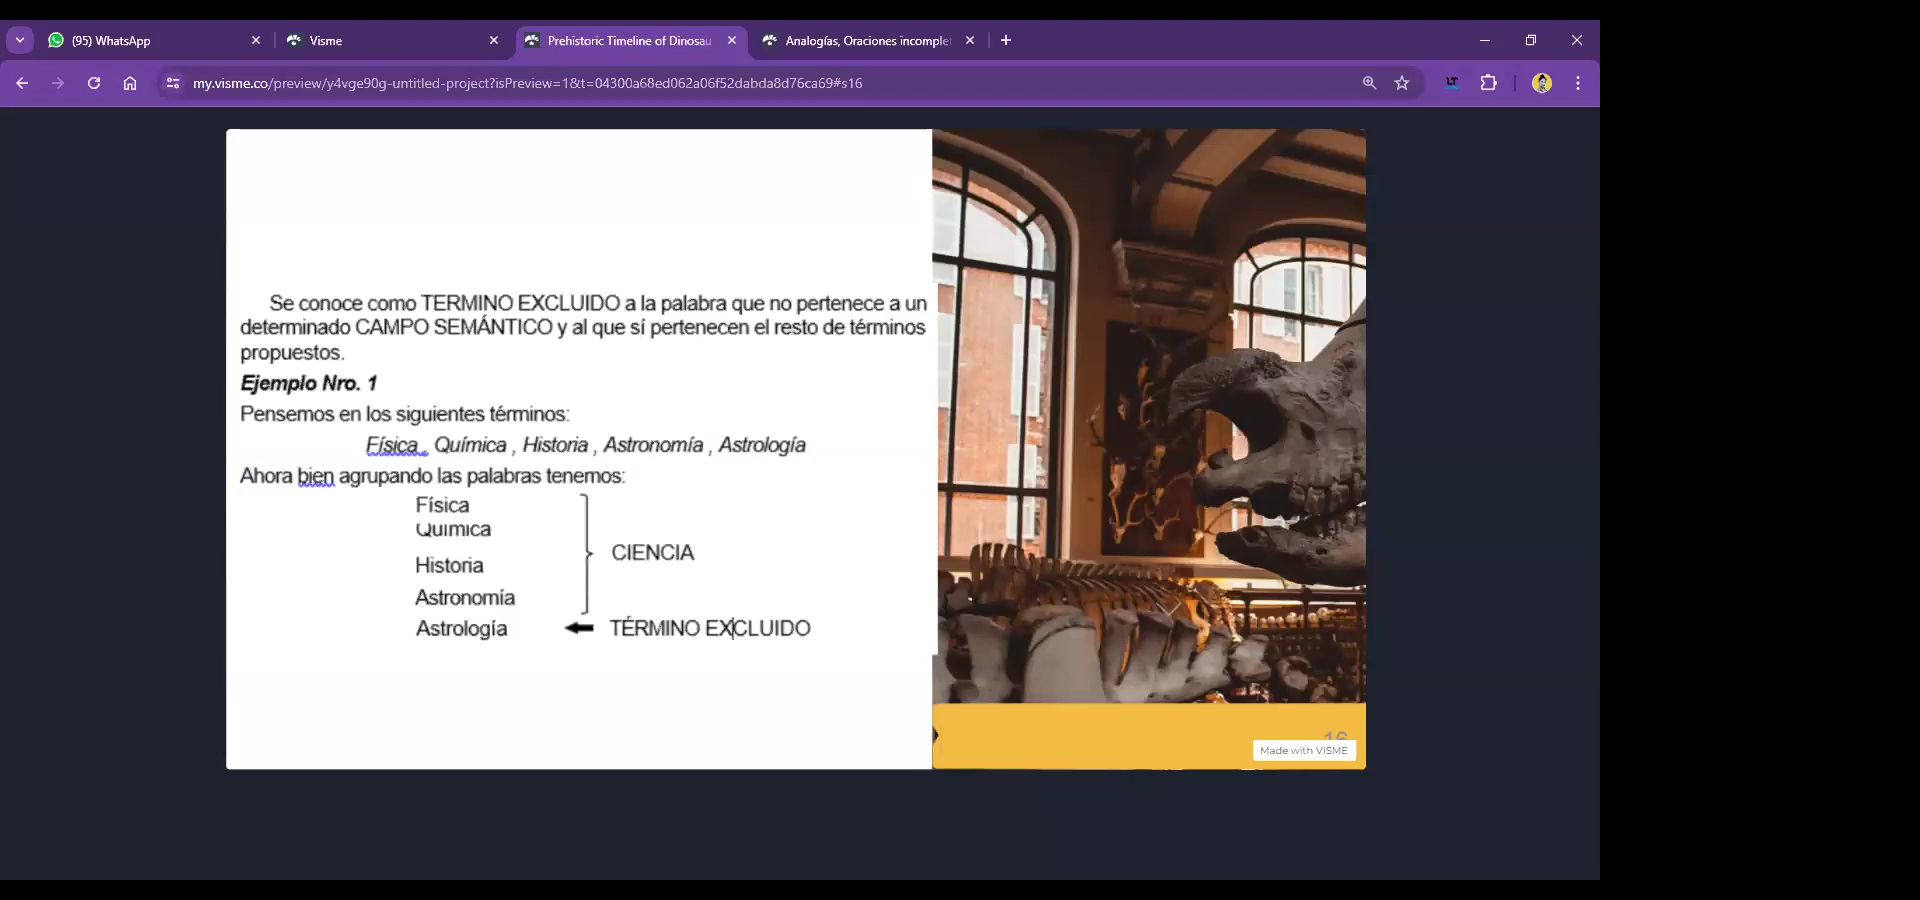 (95) WhatsApp
Visme
Prehistoric Timeline of Dinosau
Analogías, Oraciones incomplet
my.visme.co/preview/y4vge90g-untitled-project?isPreview=1&t=04300a68ed062a06f52dabda8d76ca69#s16
LT
Se conoce como TERMINO EXCLUIDO a la palabra que no pertenece a un
determinado CAMPO SEMÁNTICO y al que sí pertenecen el resto de términos
propuestos.
Ejemplo Nro. 1
Pensemos en los siguientes términos:
Física , Química , Historia , Astronomía , Astrología
Ahora bien agrupando las palabras tenemos:
Física
Química
Historia
CIENCIA
Astronomía
Astrología
TÉRMINO EXCLUIDO
16
Made with VISME